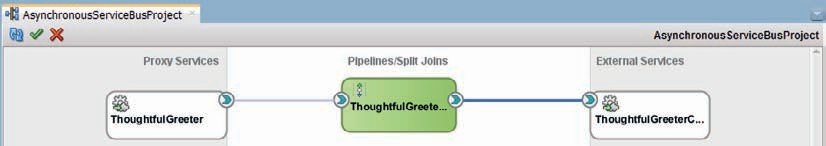 AsynchronousServiceBusProject
AsynchronousServiceBusProject
Proxy Services
Pipelines/Split Joins
External Services
ThoughtfulGreeter
ThoughtfulGreete...
ThoughtfulGreeterC...